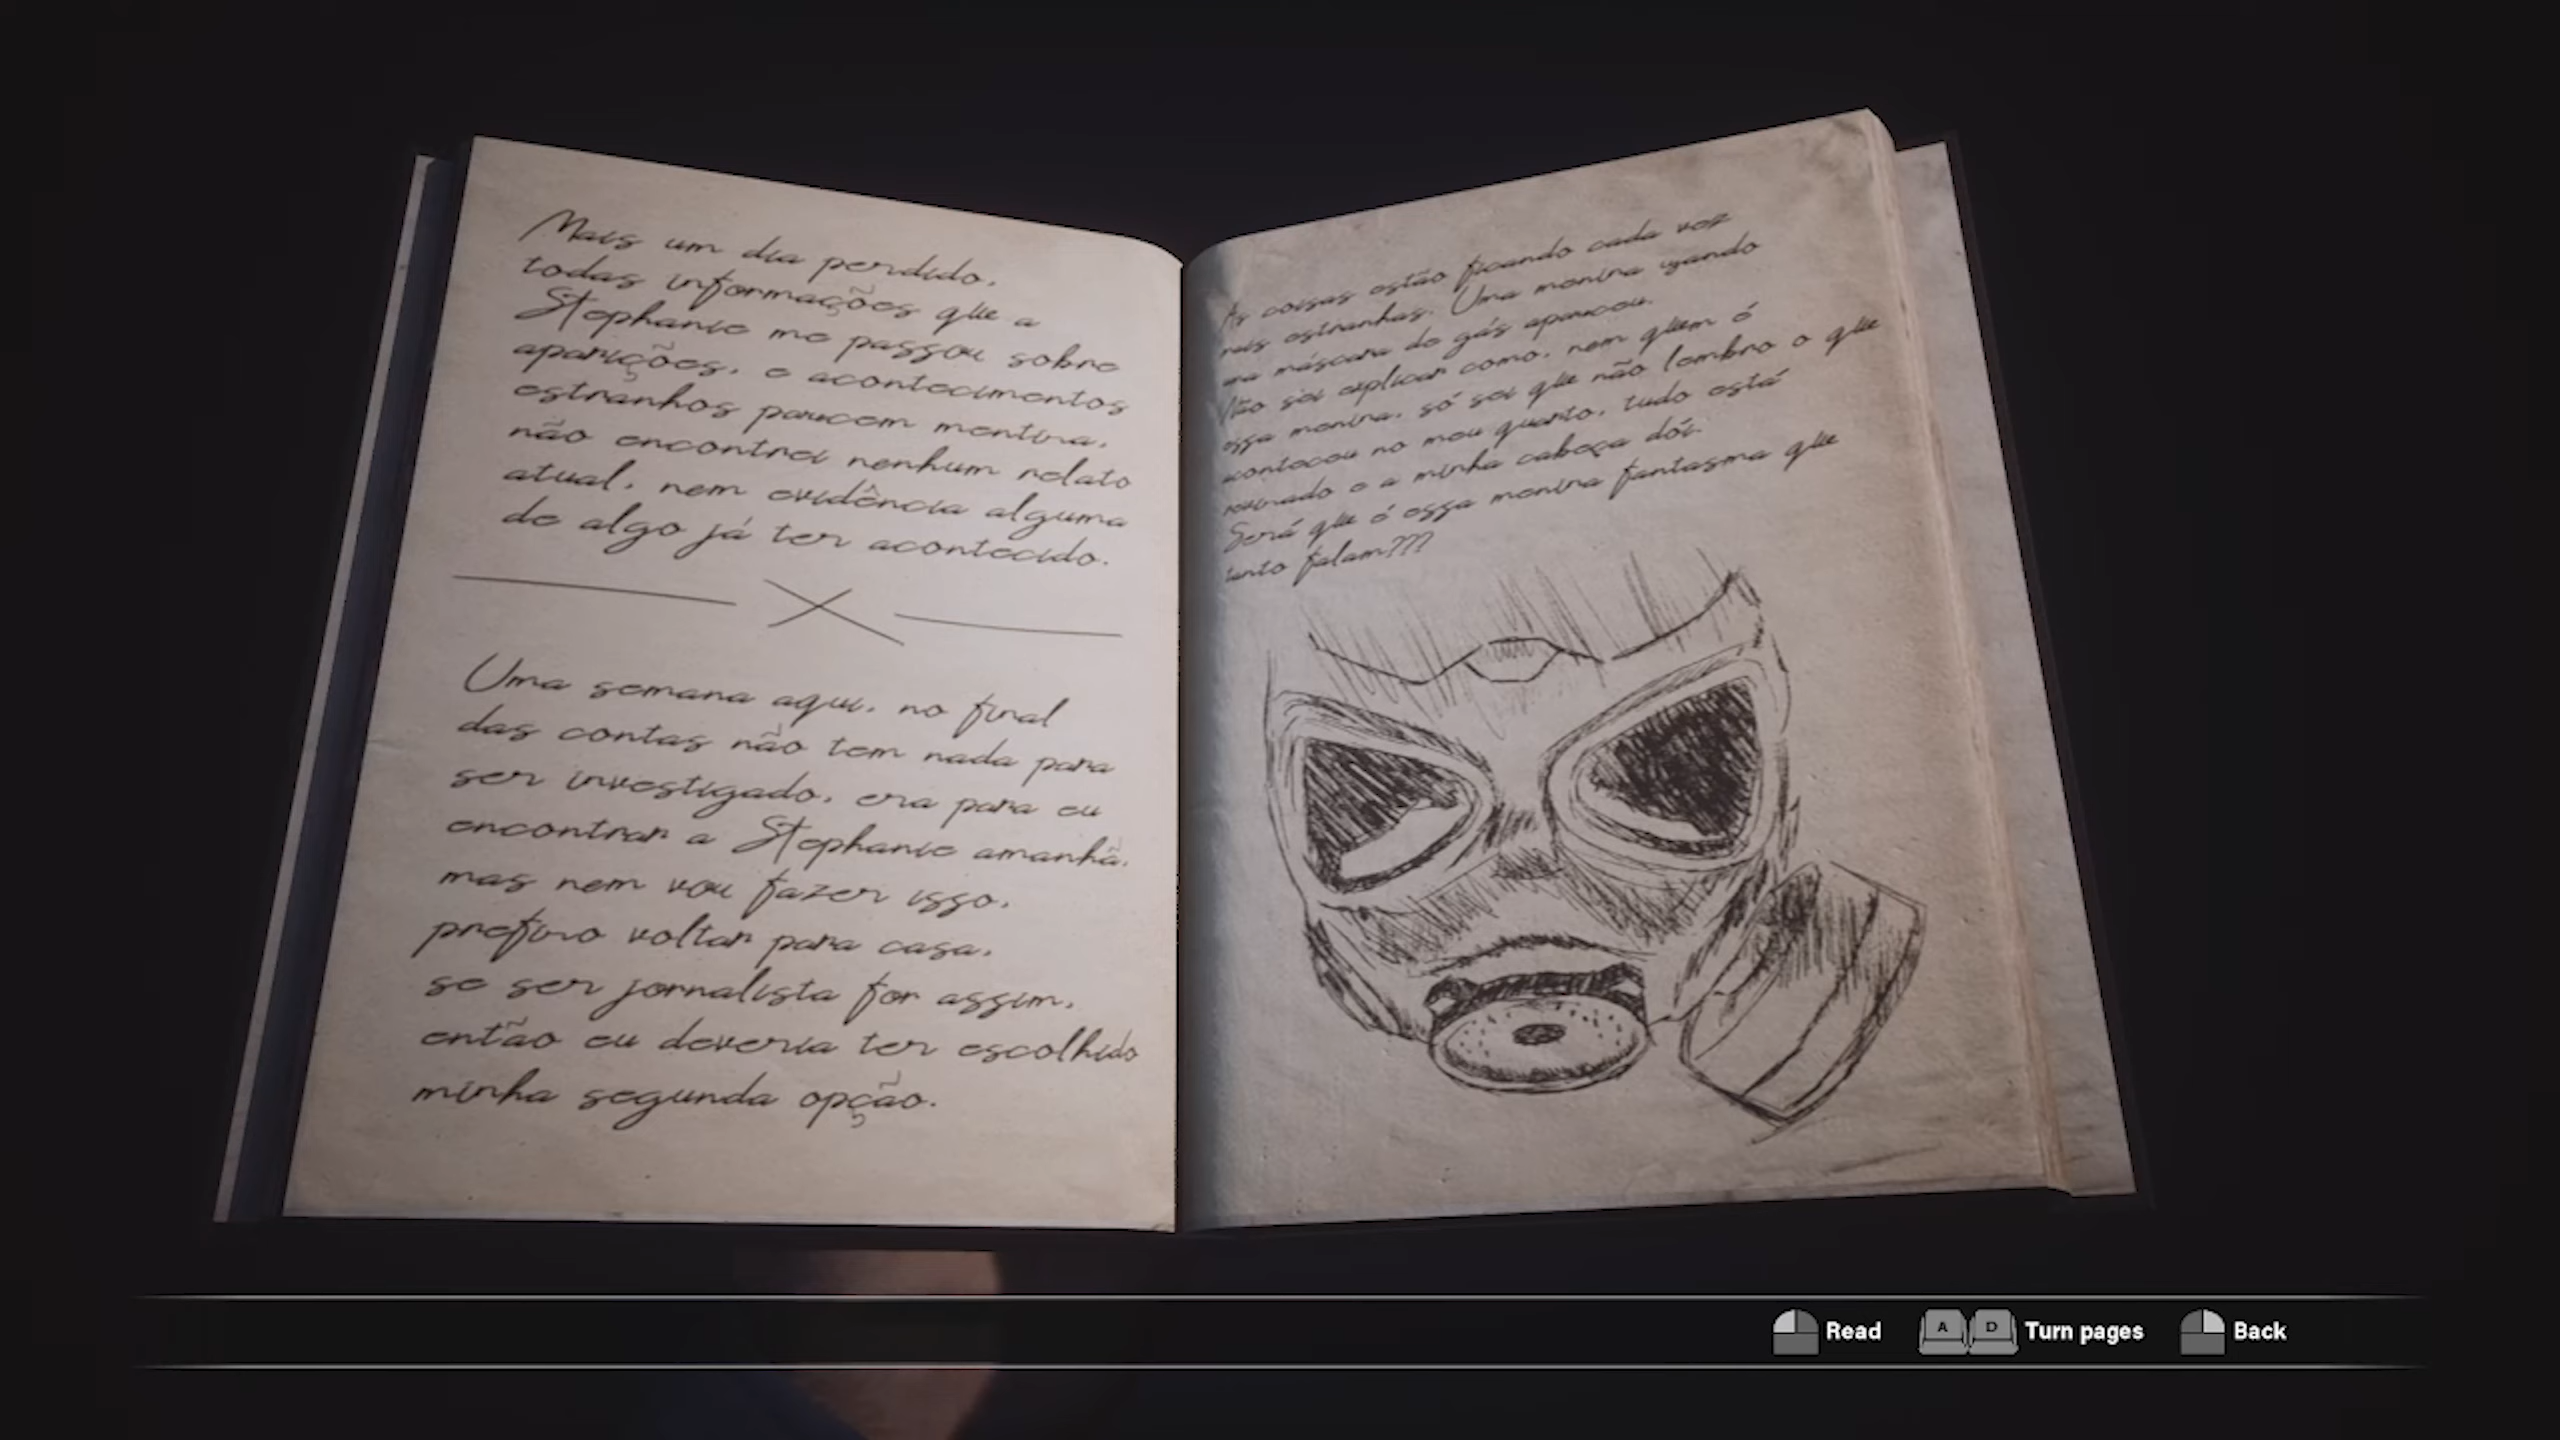 Mais um dia perdido,
todas informações que a
Stephanie me passou sobre
aparições, e acontecimentos
estranhos parecem mentira,
não encontrei nenhum relato
atual, nem evidência alguma
de algo já ter acontecido.
Uma semana aqui, no final
das contas não tem nada para
ser investigado, era para eu
encontrar a Stephanie amanhã,
mas nem vou fazer isso,
prefiro voltar para casa,
se ser jornalista for assim,
então eu deveria ter escolhido
minha segunda opção.
As coisas estão ficando cada vez
mais estranhas. Uma menina usando
uma máscara de gás apareceu.
Não sei explicar como, nem quem é
essa menina, só sei que não lembro o que
aconteceu no meu quarto, tudo está
revirado e a minha cabeça dói.
Será que é essa menina fantasma que
tanto falam???
Read
A D Turn pages
Back